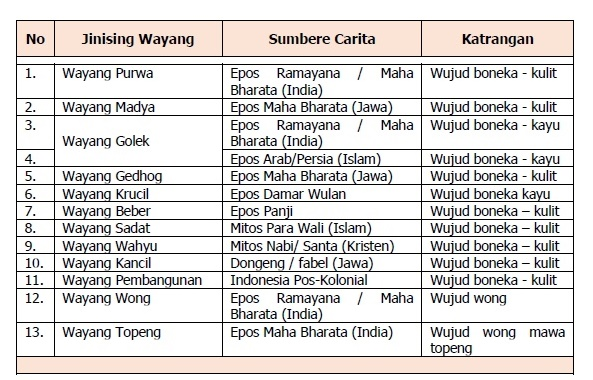 No Jinising Wayang Sumbere Carita Katrangan
1. Wayang Purwa Epos Ramayana / Maha Wujud boneka - kulit
Bharata (India)
2. Wayang Madya Epos Maha Bharata (Jawa) Wujud boneka - kulit
3. Epos Ramayana / Maha Wujud boneka - kayu
Wayang Golek Bharata (India)
4. Epos Arab/Persia (Islam) Wujud boneka - kayu
5. Wayang Gedhog Epos Maha Bharata (Jawa) Wujud boneka - kulit
6. Wayang Krucil Epos Damar Wulan Wujud boneka kayu
7. Wayang Beber Epos Panji Wujud boneka – kulit
8. Wayang Sadat Mitos Para Wali (Islam) Wujud boneka – kulit
9. Wayang Wahyu Mitos Nabi/ Santa (Kristen) Wujud boneka – kulit
10. Wayang Kancil Dongeng / fabel (Jawa) Wujud boneka – kulit
11. Wayang Pembangunan Indonesia Pos-Kolonial Wujud boneka - kulit
12. Wayang Wong Epos Ramayana / Maha Wujud wong
Bharata (India)
13. Wayang Topeng Epos Maha Bharata (India) Wujud wong mawa
topeng